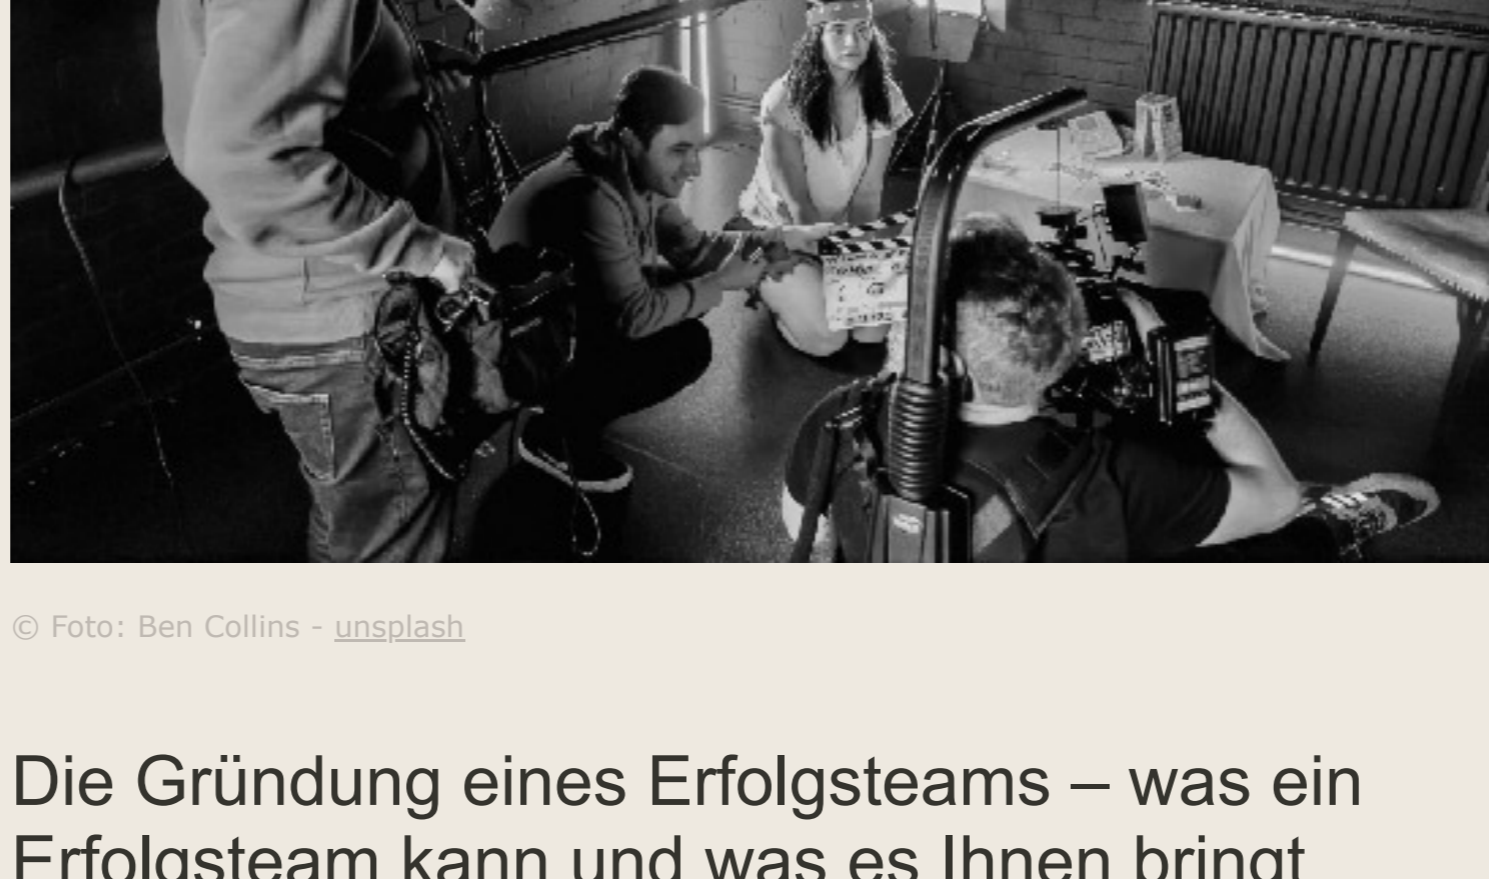 © Foto: Ben Collins - unsplash
Die Gründung eines Erfolgsteams – was ein
Erfolgsteam kann und was es Ihnen bringt